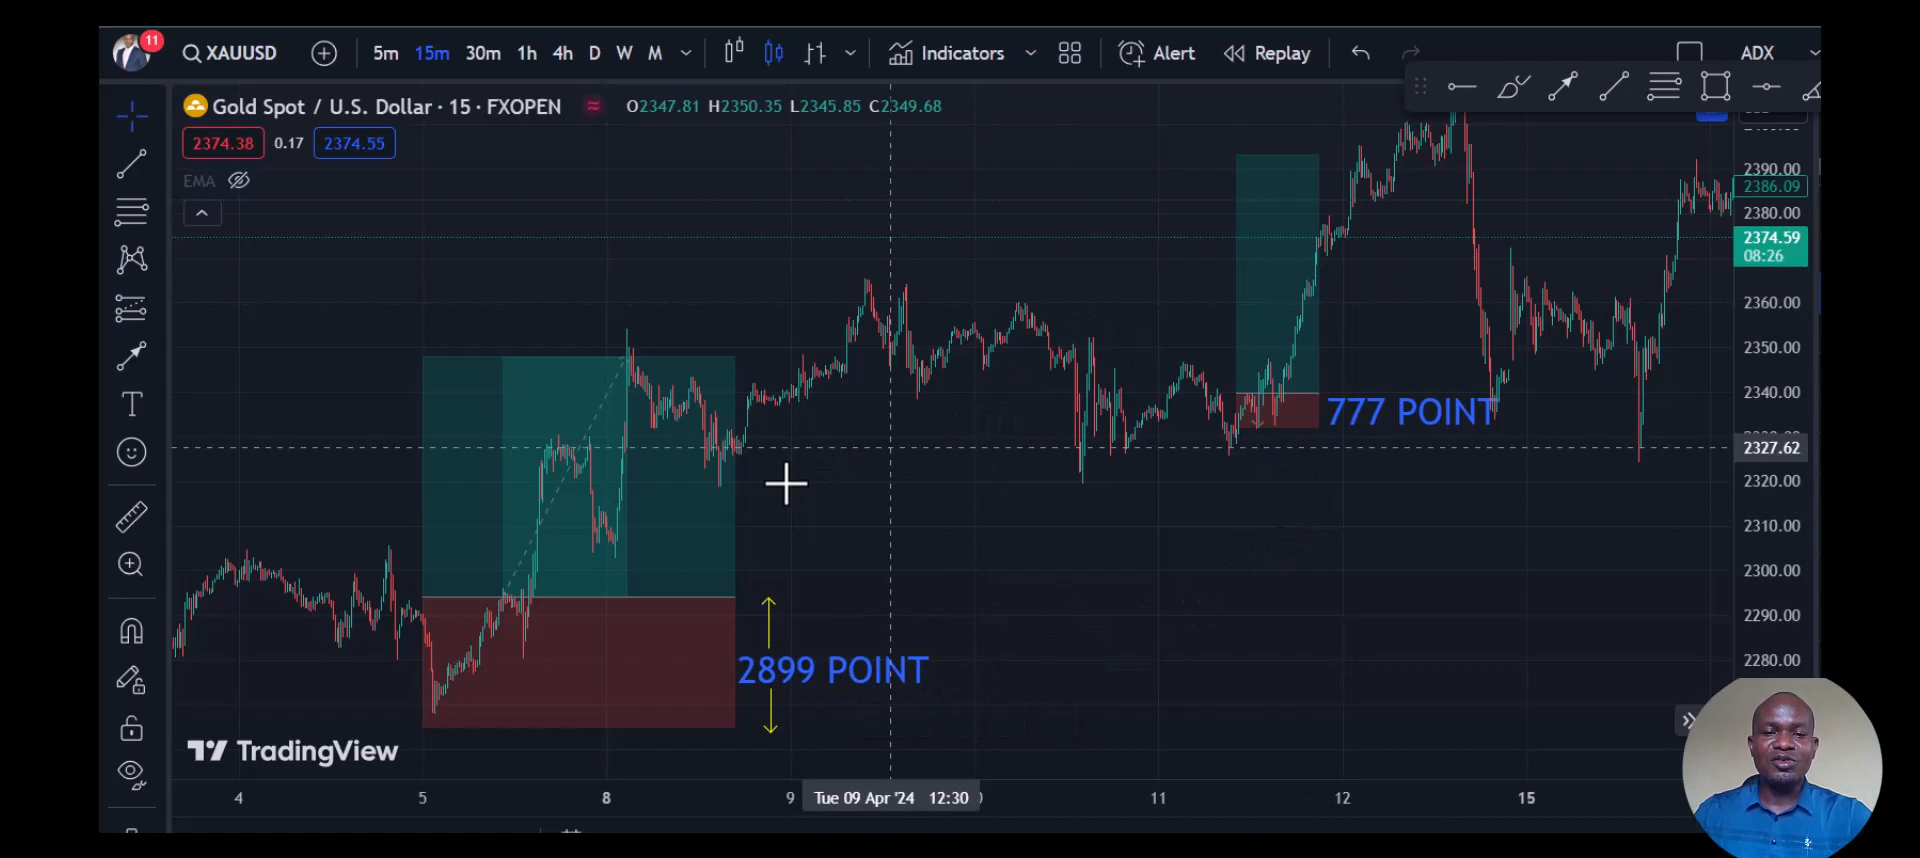 11
XAUUSD
5m 15m 30m 1h 4h D W M
Indicators
Alert
Replay
ADX
Gold Spot / U.S. Dollar · 15 · FXOPEN
≈
O2347.81 H2350.35 L2345.85 C2349.68
2374.38 0.17 2374.55
EMA
2390.00
2386.09
2380.00
2374.59
08:26
2360.00
2350.00
2340.00
777 POINT
2327.62
2320.00
2310.00
2300.00
2290.00
2280.00
2899 POINT
TradingView
4 5 8 9 Tue 09 Apr '24 12:30 11 12 15